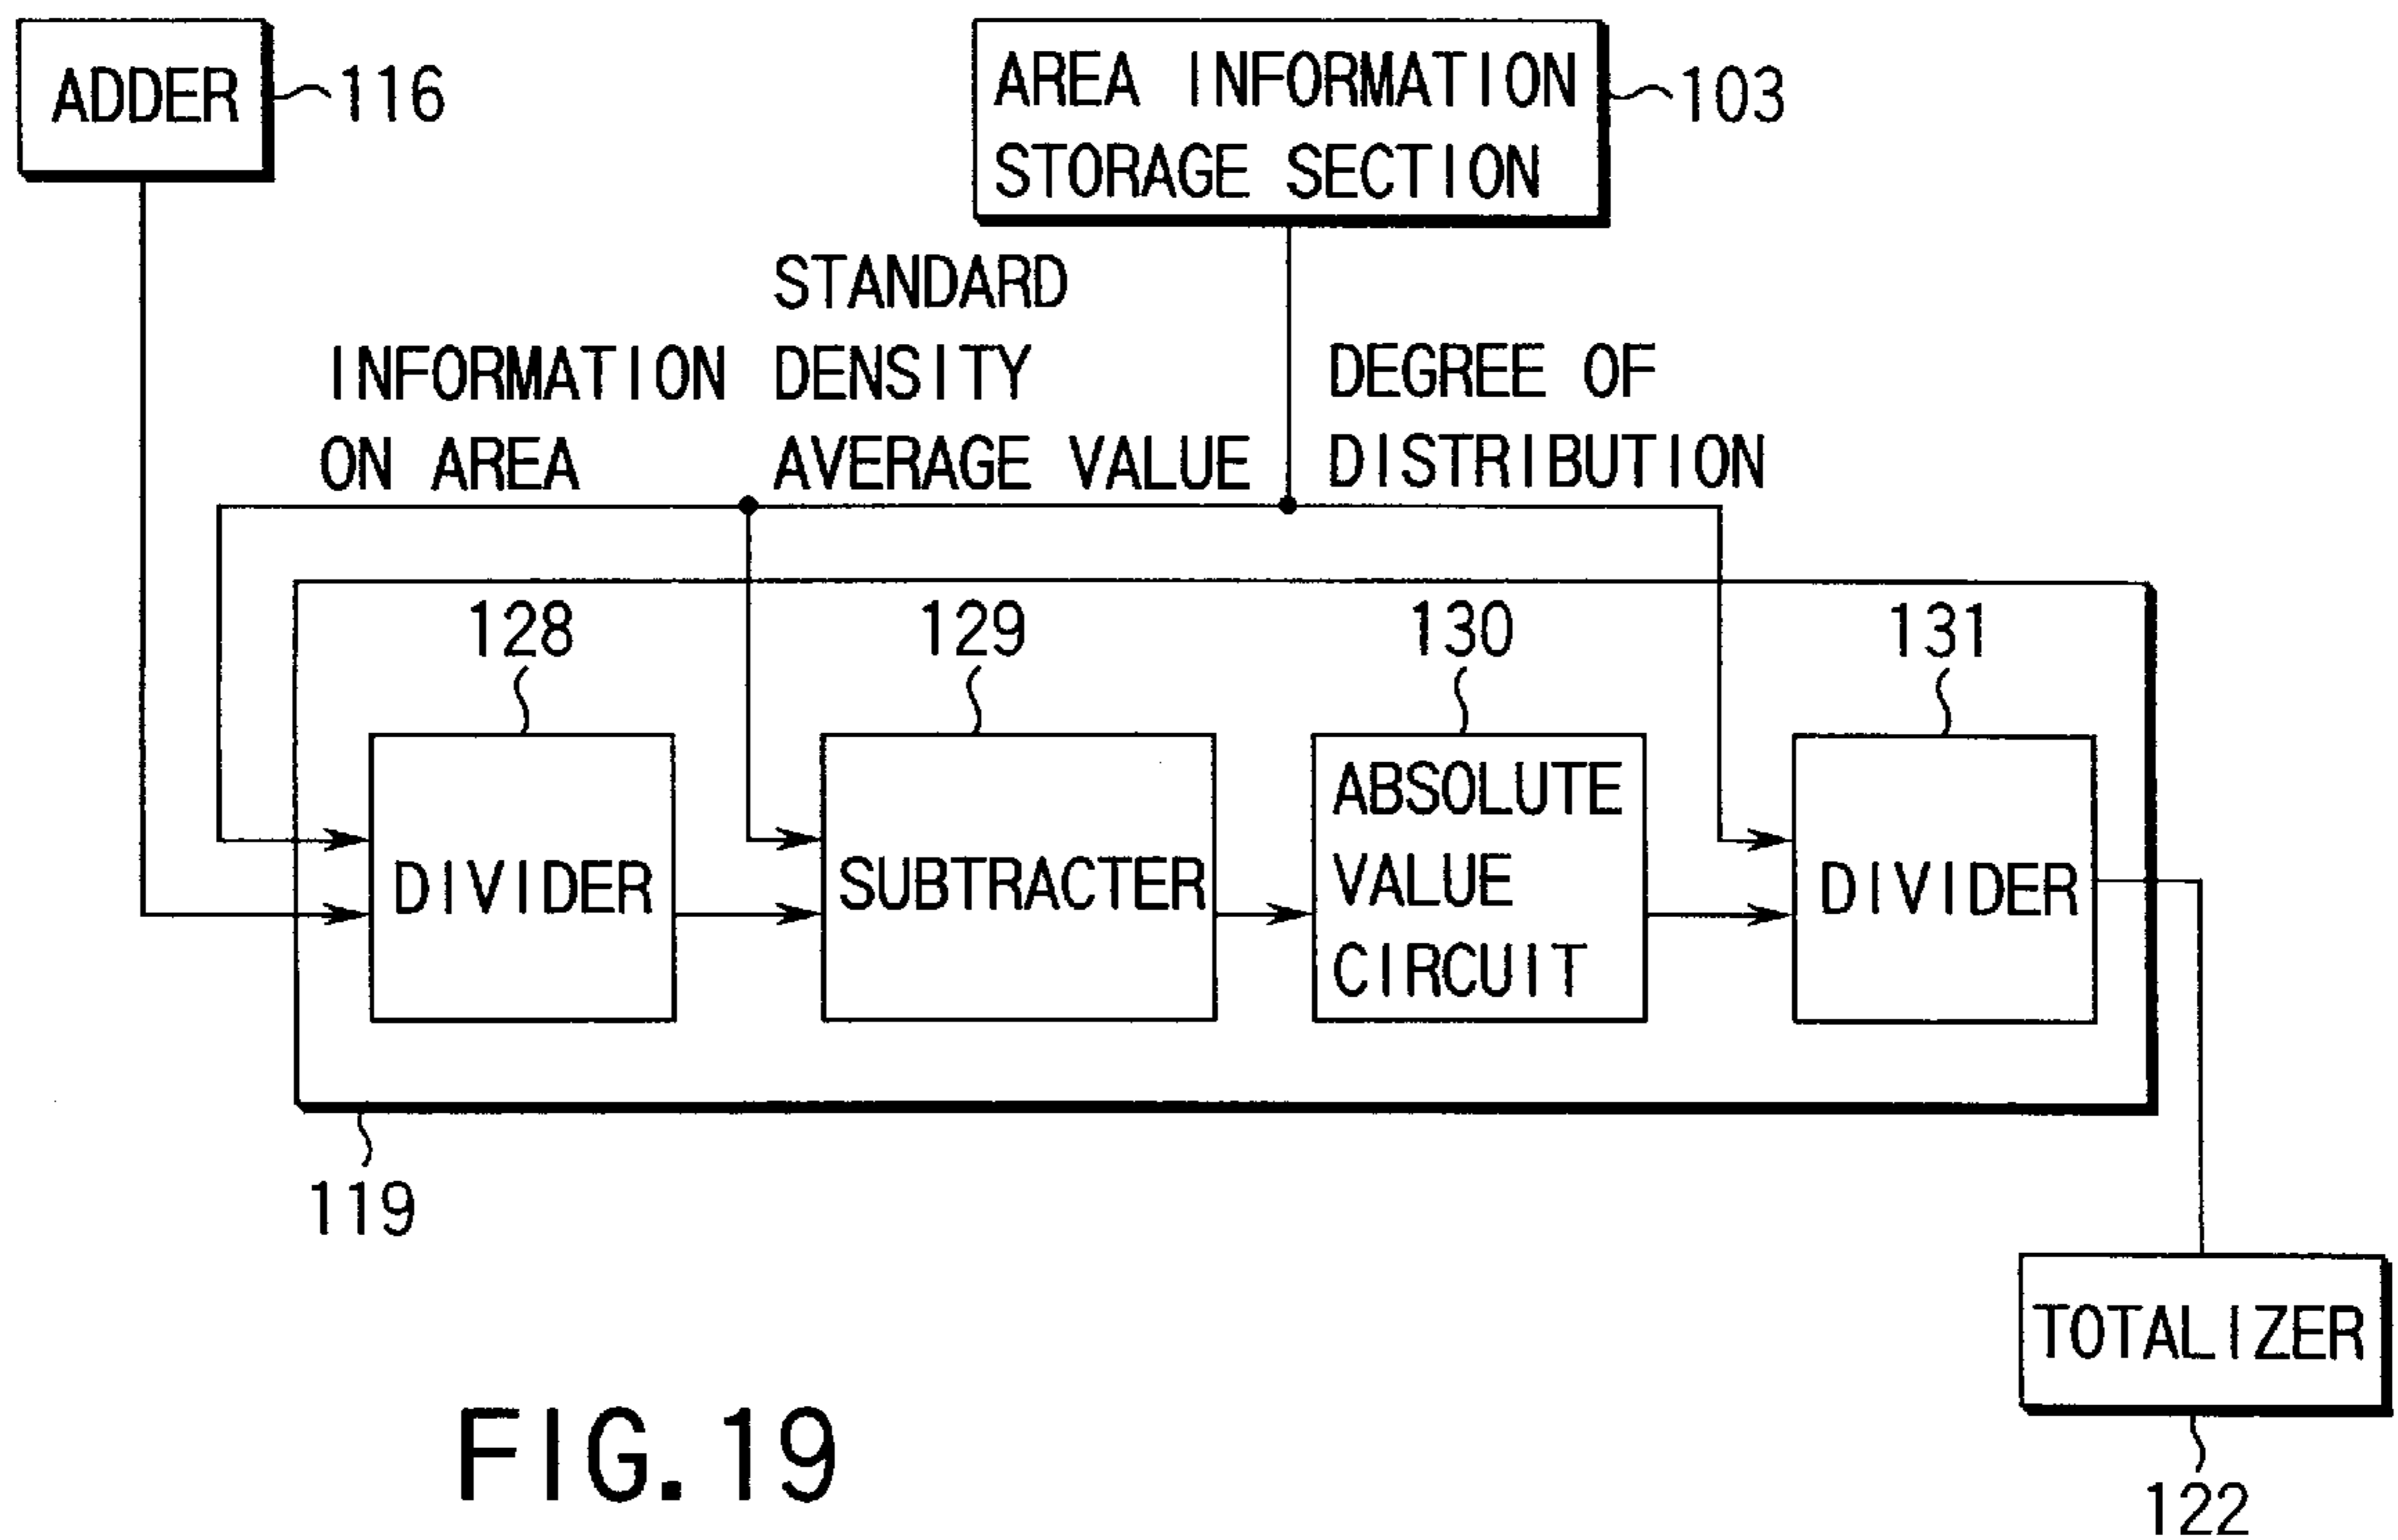 ADDER
116
AREA INFORMATION
STORAGE SECTION
103
INFORMATION
ON AREA
STANDARD
DENSITY
AVERAGE VALUE
DEGREE OF
DISTRIBUTION
128
129
130
131
DIVIDER
SUBTRACTER
ABSOLUTE
VALUE
CIRCUIT
DIVIDER
119
TOTALIZER
122
FIG.19